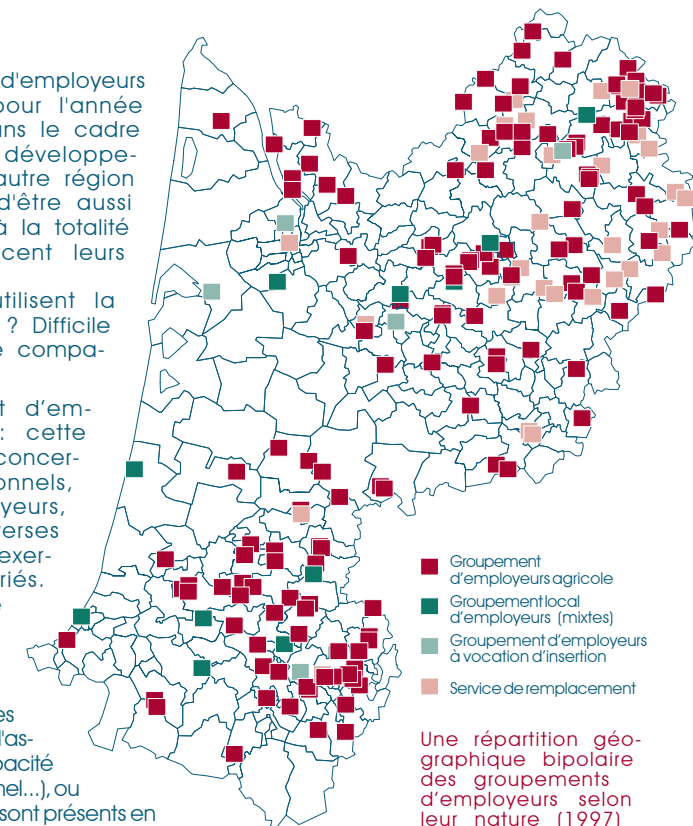 d'employeurs
pour l'année
ans le cadre
développe-
autre région
d'être aussi
à la totalité
cent leurs
utilisent la
? Difficile
compa-
d'em-
: cette
concer-
onnels,
yeurs,
verses
exer-
riés.
es
l'as-
pacité
nel...), ou
sont présents en
Groupement
d'employeurs agricole
Groupement local
d'employeurs (mixtes)
Groupement d'employeurs
à vocation d'insertion
Service de remplacement
Une répartition géo-
graphique bipolaire
des groupements
d'employeurs selon
leur nature (1997)